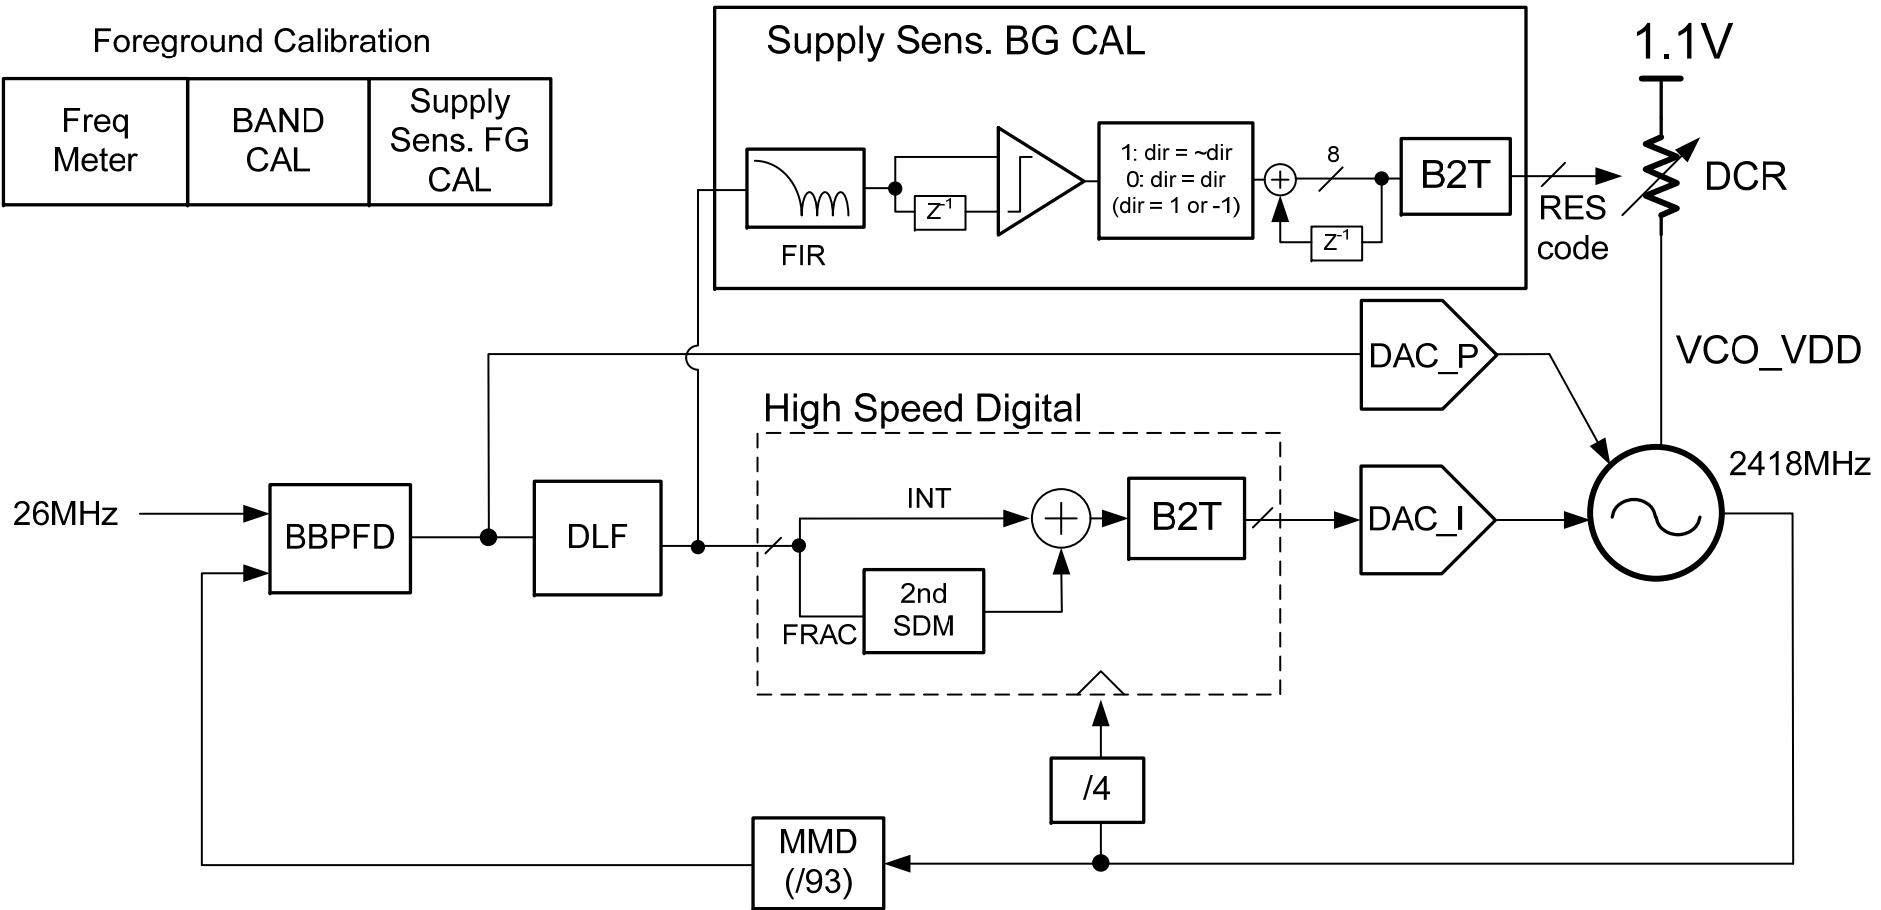 Foreground Calibration
Freq
Meter
BAND
CAL
Supply
Sens. FG
CAL
Supply Sens. BG CAL
FIR
Z-1
1: dir = ~dir
0: dir = dir
(dir = 1 or -1)
8
Z-1
B2T
RES
code
1.1V
DCR
VCO_VDD
DAC_P
High Speed Digital
26MHz
BBPFD
DLF
INT
FRAC
2nd
SDM
B2T
DAC_I
2418MHz
/4
MMD
(/93)